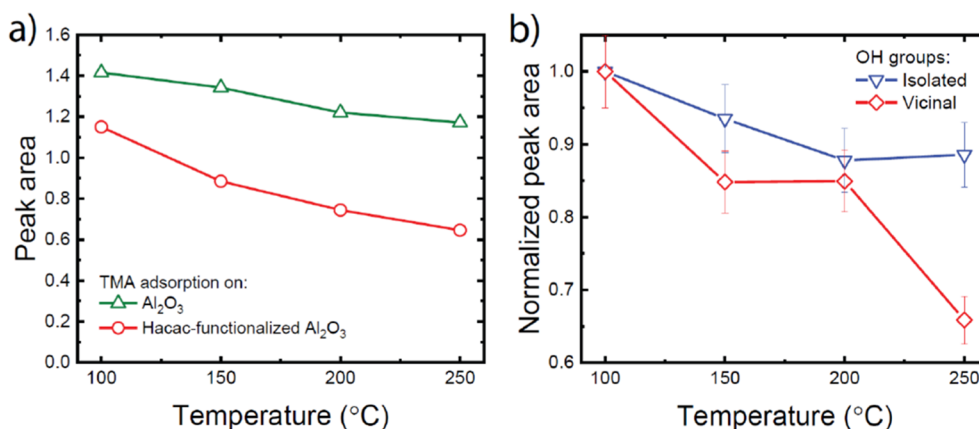 a)
1.6
1.4
1.2
1.0
0.8
0.6
0.4
0.2
0.0
Peak area
TMA adsorption on:
Al₂O₃
Hacac-functionalized Al₂O₃
100 150 200 250
Temperature (°C)
b)
1.0
0.9
0.8
0.7
0.6
Normalized peak area
OH groups:
Isolated
Vicinal
100 150 200 250
Temperature (°C)